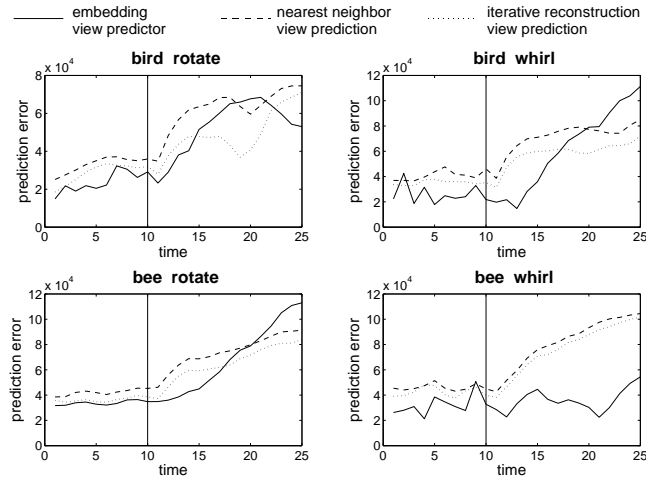 embedding view predictor
nearest neighbor view prediction
iterative reconstruction view prediction
bird rotate
x 10^4
8
6
4
2
0
prediction error
0 5 10 15 20 25
time
bird whirl
x 10^4
12
10
8
6
4
2
0
prediction error
0 5 10 15 20 25
time
bee rotate
x 10^4
12
10
8
6
4
2
0
prediction error
0 5 10 15 20 25
time
bee whirl
x 10^4
12
10
8
6
4
2
0
prediction error
0 5 10 15 20 25
time